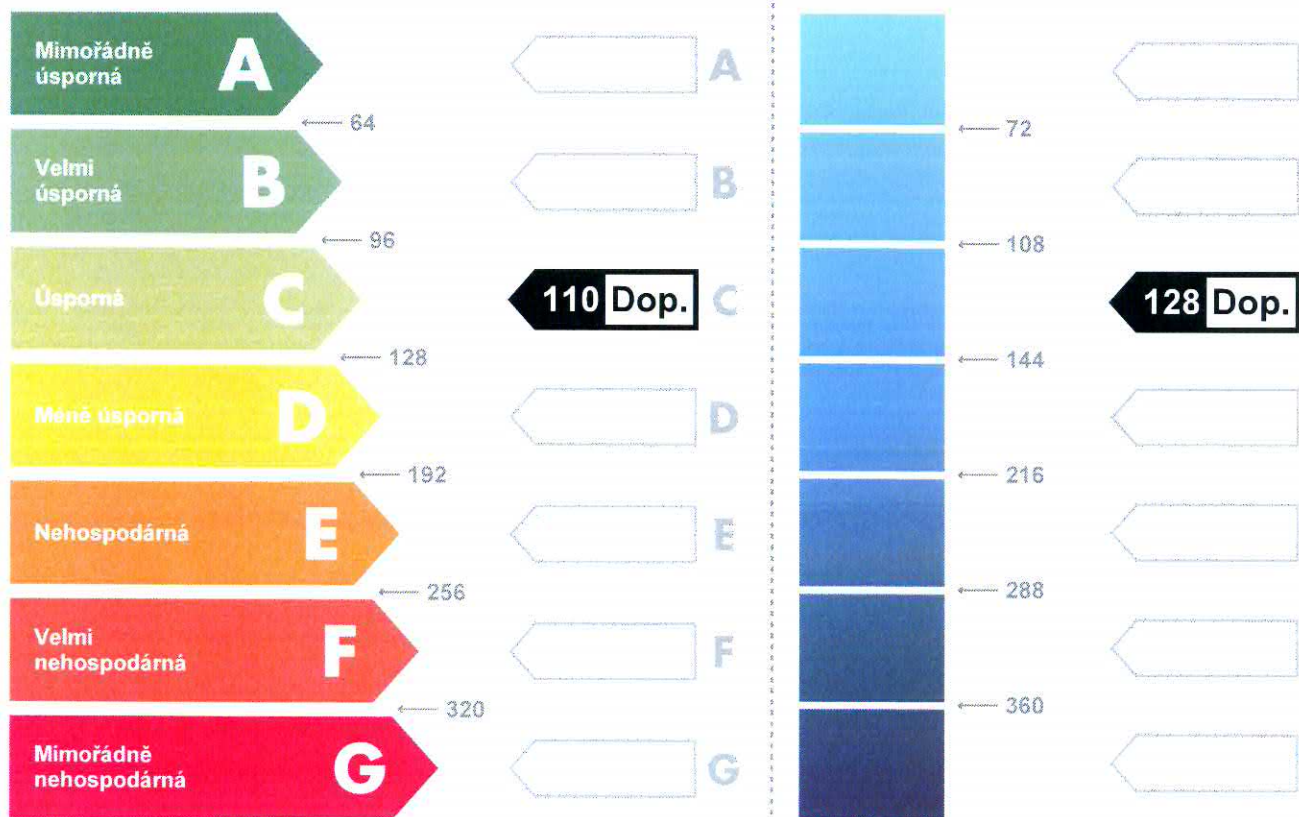 Mimořádně
úsporná
A
A
← 64
← 72
Velmi
úsporná
B
B
← 96
← 108
Úsporná
C
110 Dop.
C
128 Dop.
← 128
← 144
Méně úsporná
D
D
← 192
← 216
Nehospodárná
E
E
← 256
← 288
Velmi
nehospodárná
F
F
← 320
← 360
Mimořádně
nehospodárná
G
G